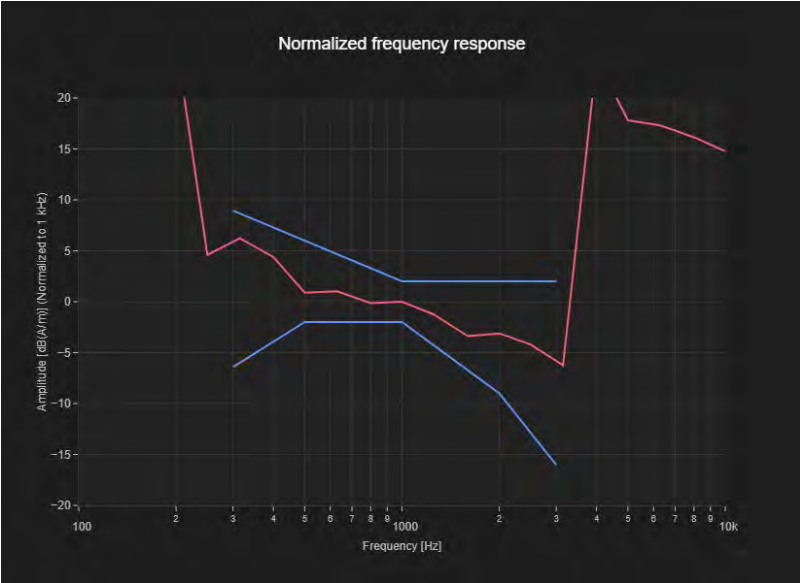 Normalized frequency response
Amplitude [dB(A/m)] (Normalized to 1 kHz)
20
15
10
5
0
−5
−10
−15
−20
100 2 3 4 5 6 7 8 9 1000 2 3 4 5 6 7 8 9 10k
Frequency [Hz]